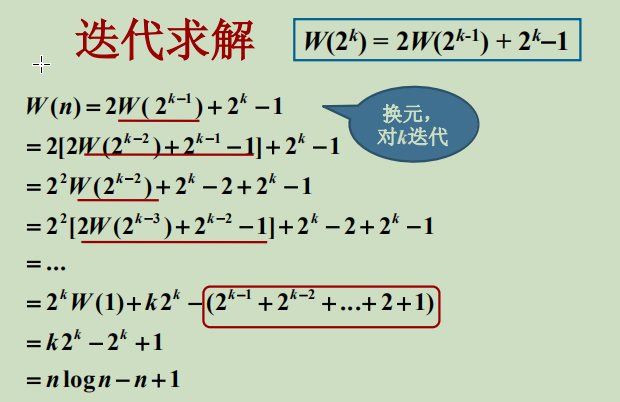 迭代求解
W(2^k) = 2W(2^{k-1}) + 2^k–1
W(n) = 2W(2^{k-1}) + 2^k − 1
换元，
对k迭代
= 2[2W(2^{k-2}) + 2^{k-1} − 1] + 2^k − 1
= 2^2W(2^{k-2}) + 2^k − 2 + 2^k − 1
= 2^2[2W(2^{k-3}) + 2^{k-2} − 1] + 2^k − 2 + 2^k − 1
= ...
= 2^kW(1) + k2^k − (2^{k-1} + 2^{k-2} + ... + 2 + 1)
= k2^k − 2^k + 1
= n log n − n + 1